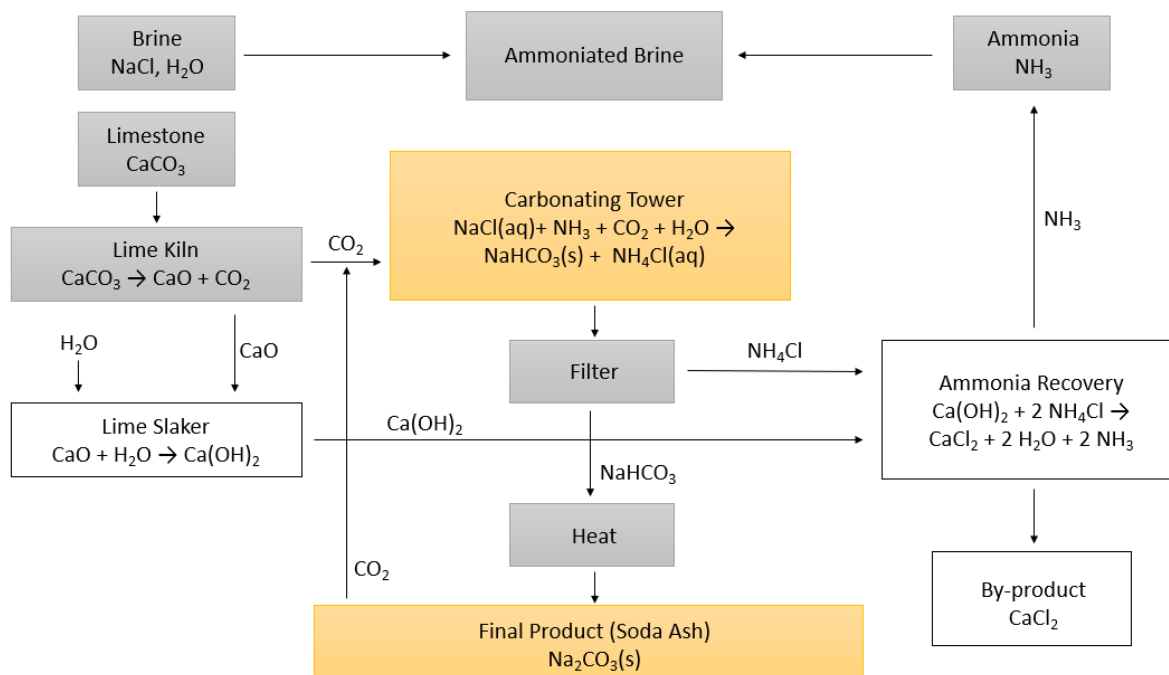 Brine
NaCl, H₂O
Ammoniated Brine
Ammonia
NH₃
Limestone
CaCO₃
Carbonating Tower
NaCl(aq)+ NH₃ + CO₂ + H₂O →
NaHCO₃(s) + NH₄Cl(aq)
NH₃
Lime Kiln
CaCO₃ → CaO + CO₂
CO₂
H₂O
CaO
Filter
NH₄Cl
Ammonia Recovery
Ca(OH)₂ + 2 NH₄Cl →
CaCl₂ + 2 H₂O + 2 NH₃
Lime Slaker
CaO + H₂O → Ca(OH)₂
Ca(OH)₂
NaHCO₃
Heat
CO₂
By-product
CaCl₂
Final Product (Soda Ash)
Na₂CO₃(s)